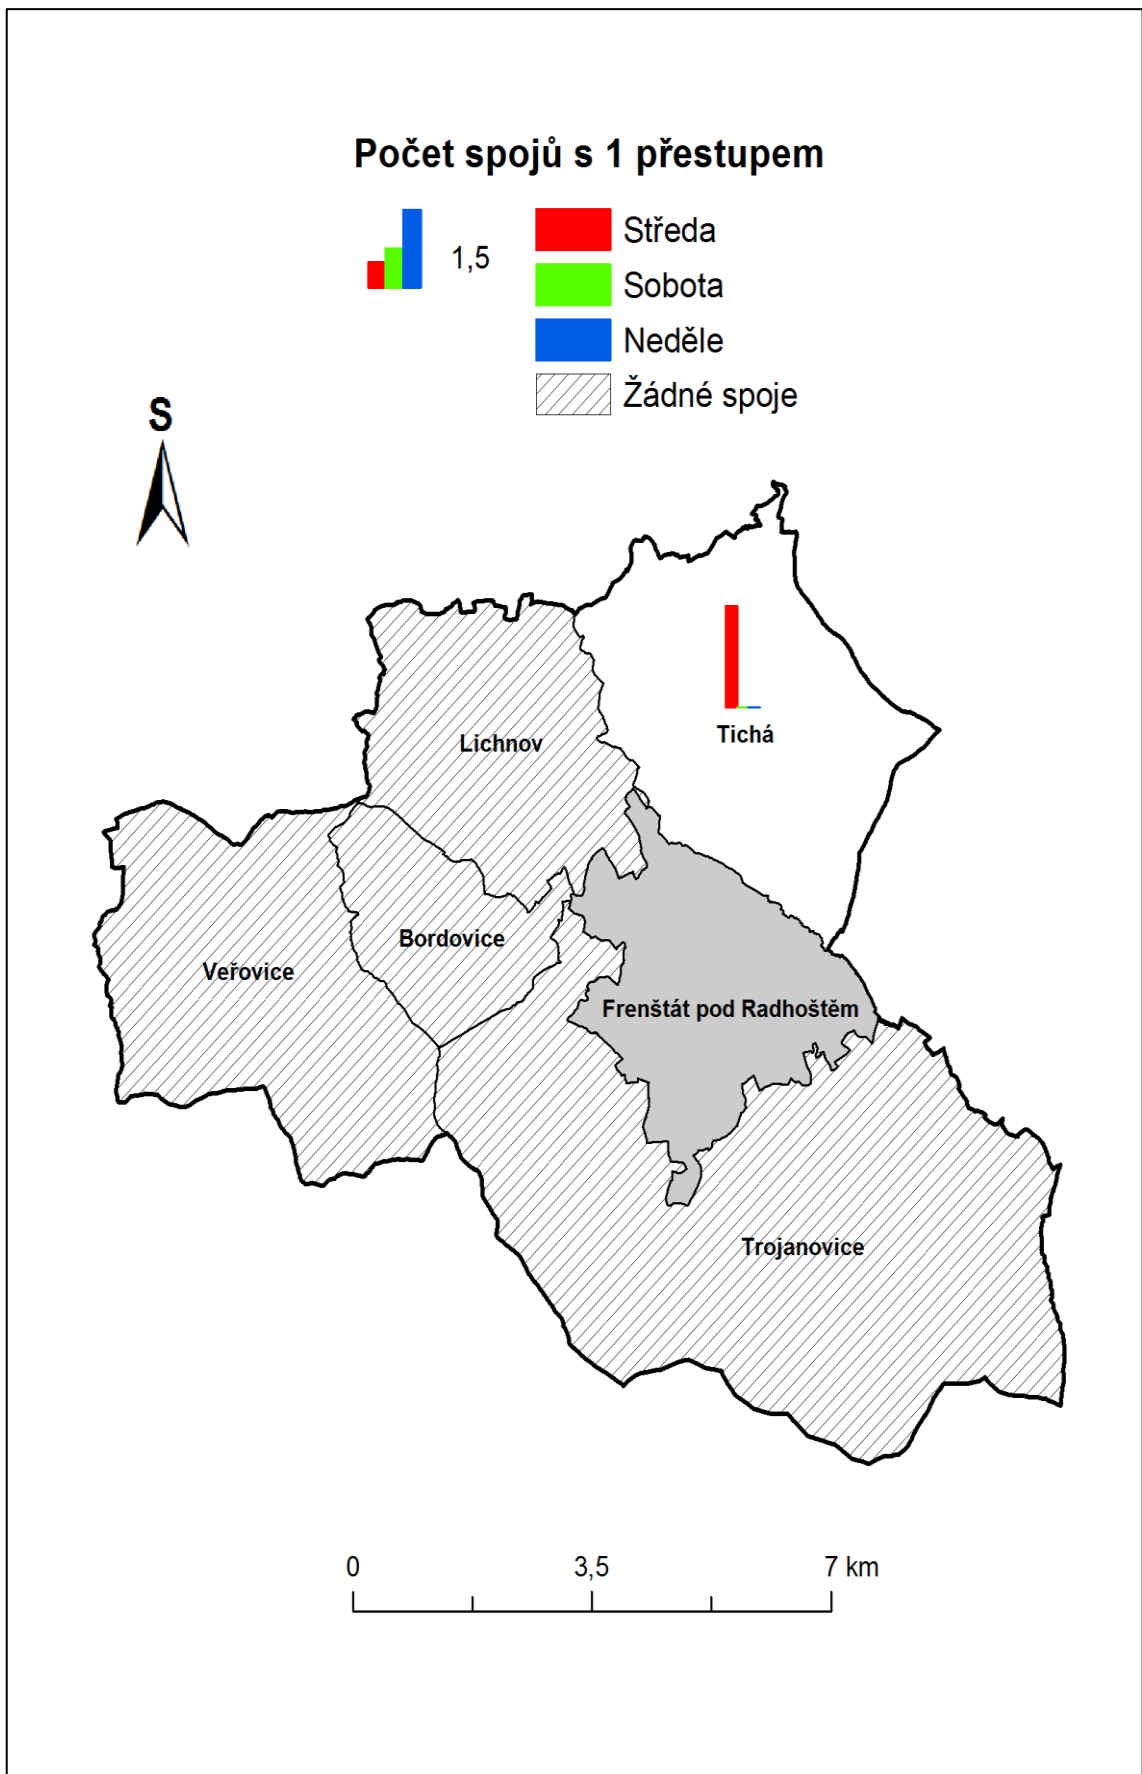 Počet spojů s 1 přestupem
1,5
Středa
Sobota
Neděle
Žádné spoje
S
Tichá
Lichnov
Bordovice
Veřovice
Frenštát pod Radhoštěm
Trojanovice
0 3,5 7 km